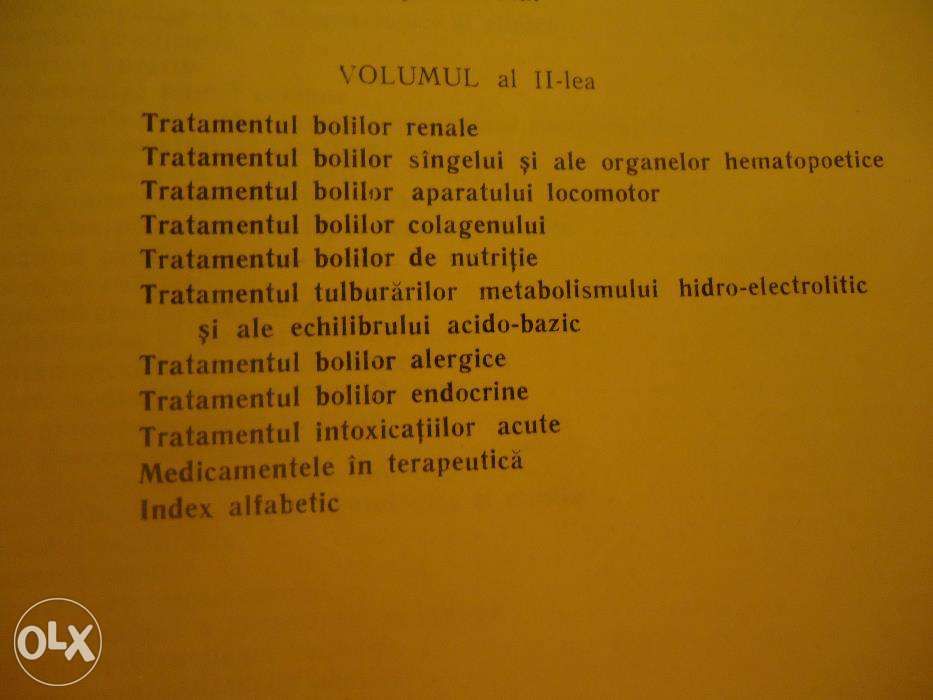 VOLUMUL al II-lea
Tratamentul bolilor renale
Tratamentul bolilor sîngelui şi ale organelor hematopoetice
Tratamentul bolilor aparatului locomotor
Tratamentul bolilor colagenului
Tratamentul bolilor de nutriţie
Tratamentul tulburărilor metabolismului hidro-electrolitic
şi ale echilibrului acido-bazic
Tratamentul bolilor alergice
Tratamentul bolilor endocrine
Tratamentul intoxicaţiilor acute
Medicamentele în terapeutică
Index alfabetic
OLX